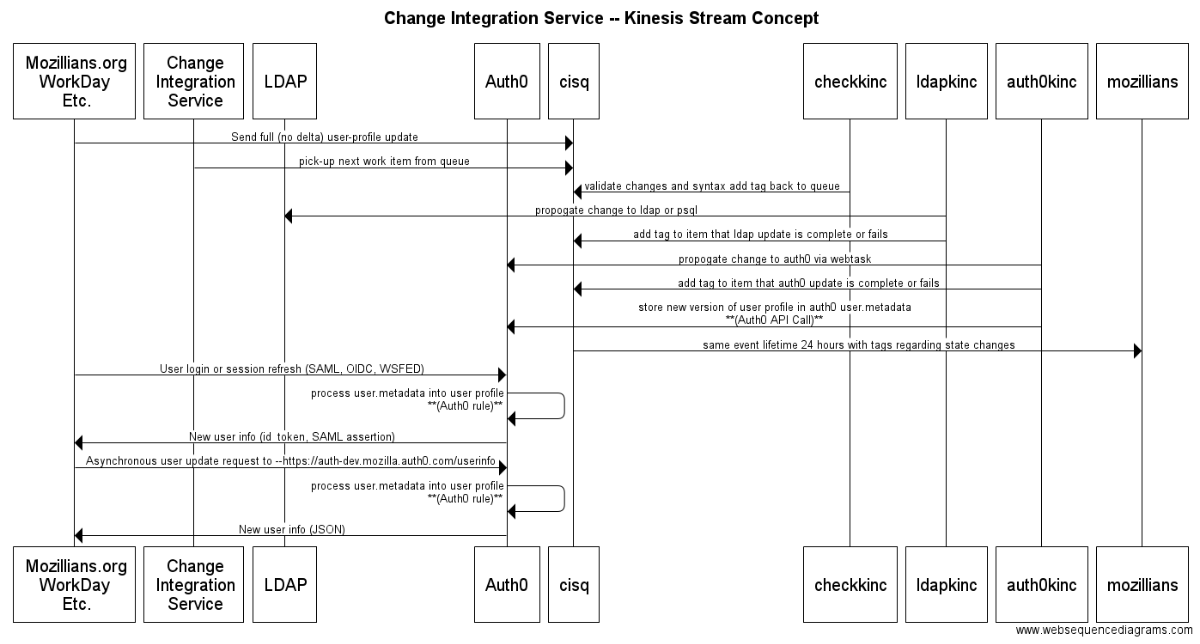 Change Integration Service -- Kinesis Stream Concept
Mozillians.org
WorkDay
Etc.
Change
Integration
Service
LDAP
Auth0
cisq
checkkinc
ldapkinc
auth0kinc
mozillians
Send full (no delta) user-profile update
pick-up next work item from queue
validate changes and syntax add tag back to queue
propogate change to ldap or psql
add tag to item that ldap update is complete or fails
propogate change to auth0 via webtask
add tag to item that auth0 update is complete or fails
store new version of user profile in auth0 user.metadata
**(Auth0 API Call)**
same event lifetime 24 hours with tags regarding state changes
User login or session refresh (SAML, OIDC, WSFED)
process user.metadata into user profile
**(Auth0 rule)**
New user info (id_token, SAML assertion)
Asynchronous user update request to --https://auth-dev.mozilla.auth0.com/userinfo
process user.metadata into user profile
**(Auth0 rule)**
New user info (JSON)
Mozillians.org
WorkDay
Etc.
Change
Integration
Service
LDAP
Auth0
cisq
checkkinc
ldapkinc
auth0kinc
mozillians
www.websequencediagrams.com